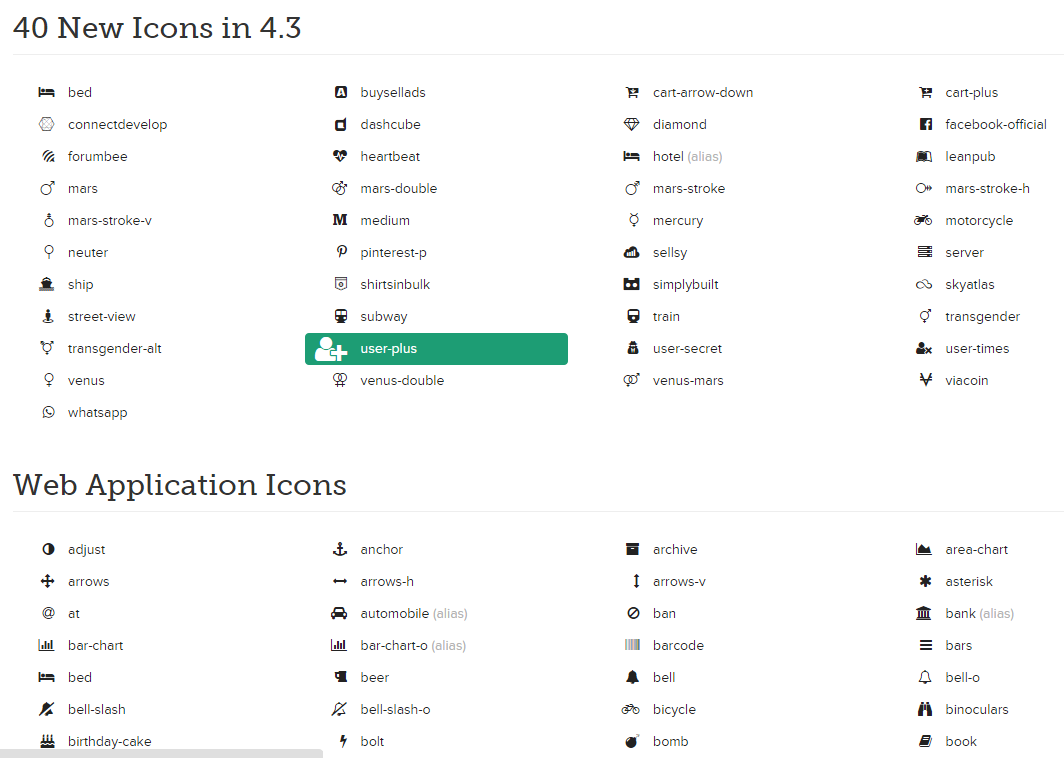 40 New Icons in 4.3
bed buysellads cart-arrow-down cart-plus
connectdevelop dashcube diamond facebook-official
forumbee heartbeat hotel (alias) leanpub
mars mars-double mars-stroke mars-stroke-h
mars-stroke-v medium mercury motorcycle
neuter pinterest-p sellsy server
ship shirtsinbulk simplybuilt skyatlas
street-view subway train transgender
transgender-alt user-plus user-secret user-times
venus venus-double venus-mars viacoin
whatsapp
Web Application Icons
adjust anchor archive area-chart
arrows arrows-h arrows-v asterisk
at automobile (alias) ban bank (alias)
bar-chart bar-chart-o (alias) barcode bars
bed beer bell bell-o
bell-slash bell-slash-o bicycle binoculars
birthday-cake bolt bomb book